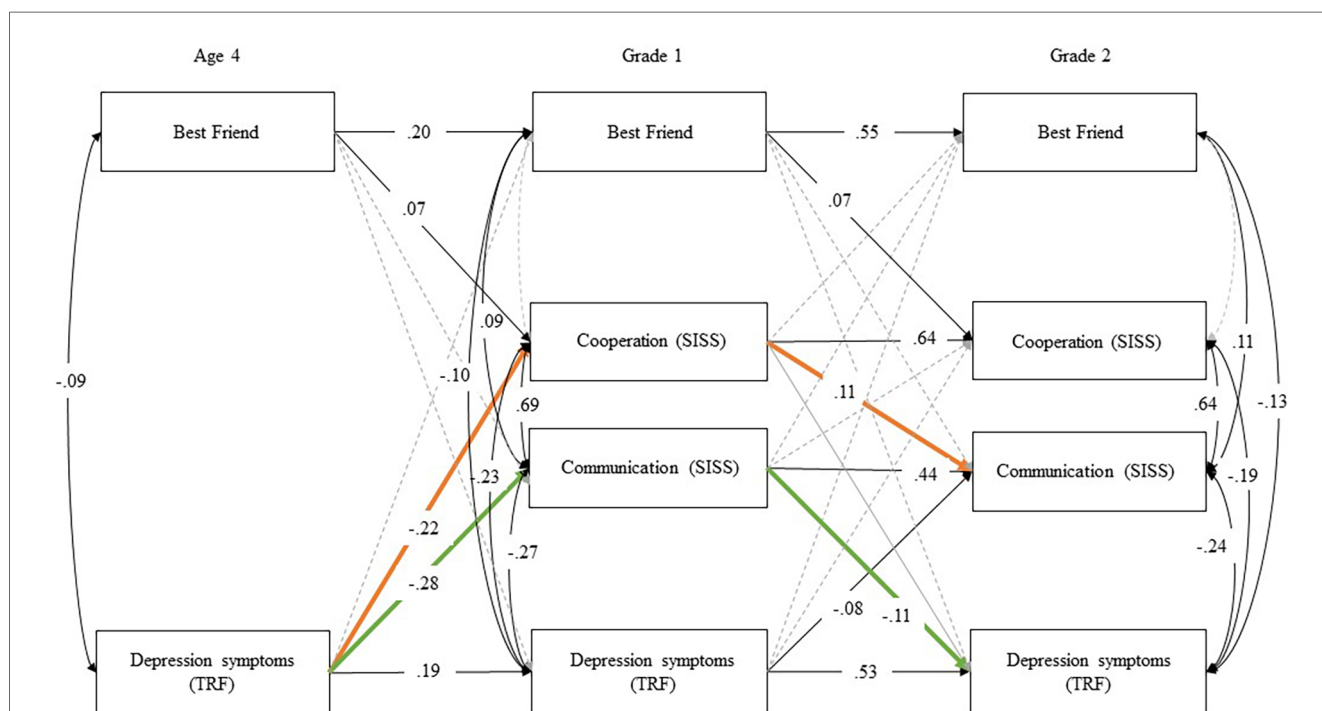 Age 4
Grade 1
Grade 2
Best Friend
.20
Best Friend
.55
Best Friend
.07
.07
Cooperation (SISS)
.64
Cooperation (SISS)
.09
.11
-.09
-.10
.69
.11
.64
-.13
Communication (SISS)
.44
Communication (SISS)
-.23
-.19
-.22
-.27
-.24
-.28
-.08
-.11
Depression symptoms
(TRF)
.19
Depression symptoms
(TRF)
.53
Depression symptoms
(TRF)